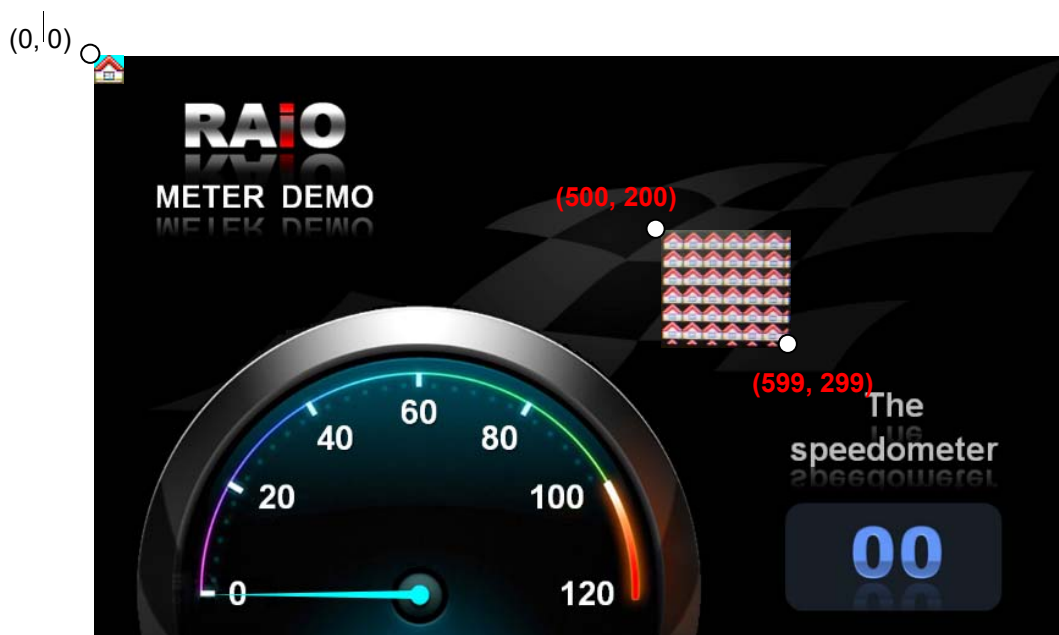 (0, 0)
RAiO
METER DEMO
(500, 200)
(599, 299)
The
speedometer
60
40
80
20
100
0
120
00